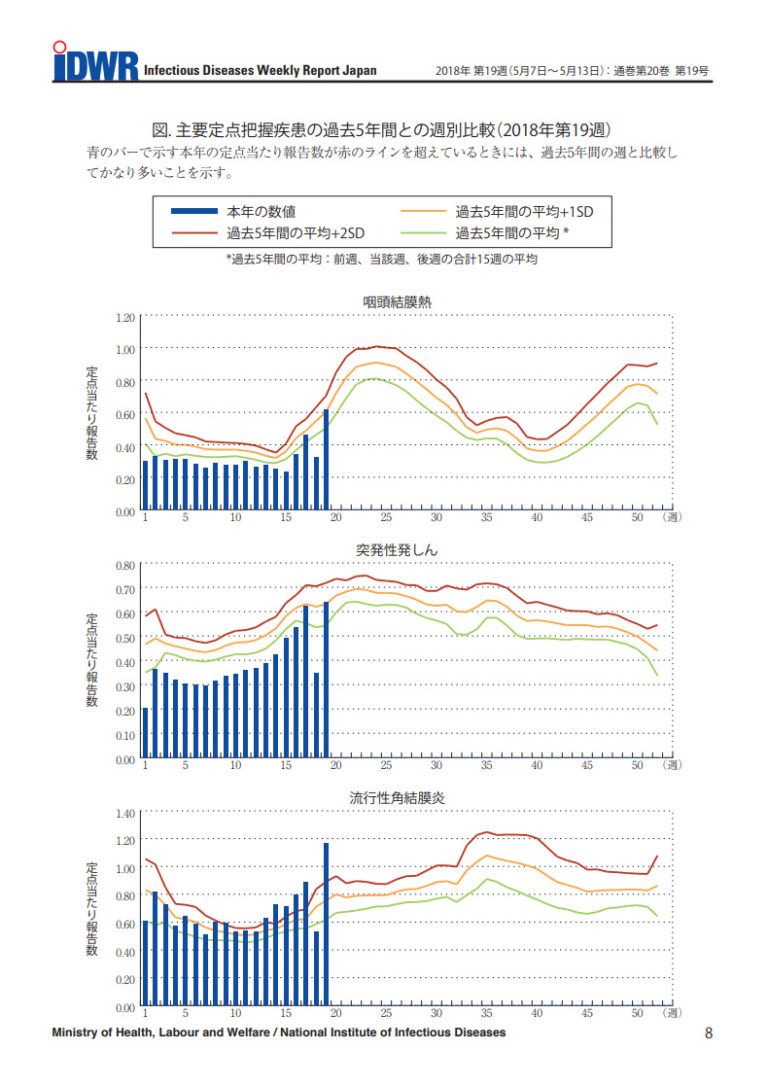 iDWR Infectious Diseases Weekly Report Japan 2018年 第19週（5月7日～5月13日）：通巻第20巻 第19号
図. 主要定点把握疾患の過去5年間との週別比較（2018年第19週）
青のバーで示す本年の定点当たり報告数が赤のラインを超えているときには、過去5年間の週と比較し
てかなり多いことを示す。
本年の数値 過去5年間の平均+1SD
過去5年間の平均+2SD 過去5年間の平均 *
*過去5年間の平均：前週、当該週、後週の合計15週の平均
咽頭結膜熱
定点当たり報告数
1.20
1.00
0.80
0.60
0.40
0.20
0.00
1 5 10 15 20 25 30 35 40 45 50 （週）
突発性発しん
定点当たり報告数
0.80
0.70
0.60
0.50
0.40
0.30
0.20
0.10
0.00
1 5 10 15 20 25 30 35 40 45 50 （週）
流行性角結膜炎
定点当たり報告数
1.40
1.20
1.00
0.80
0.60
0.40
0.20
0.00
1 5 10 15 20 25 30 35 40 45 50 （週）
Ministry of Health, Labour and Welfare / National Institute of Infectious Diseases 8